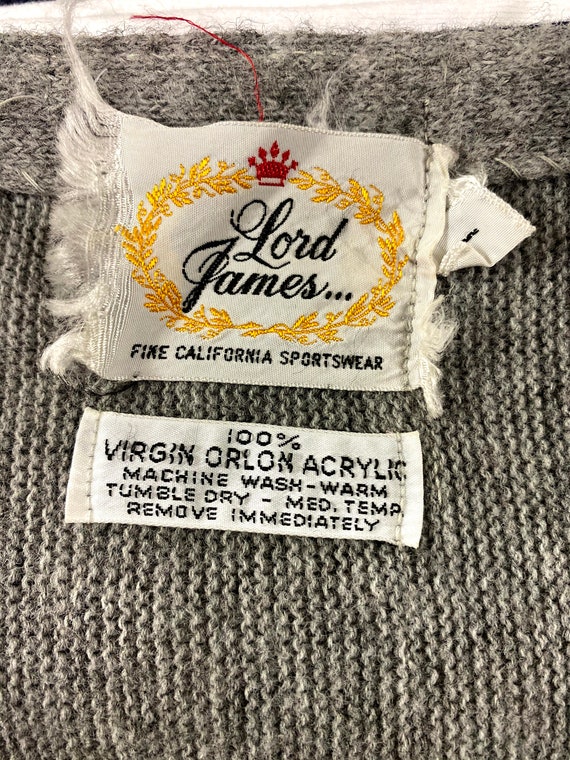 Lord
James...
FINE CALIFORNIA SPORTSWEAR
100%
VIRGIN ORLON ACRYLIC
MACHINE WASH-WARM
TUMBLE DRY - MED. TEMP.
REMOVE IMMEDIATELY